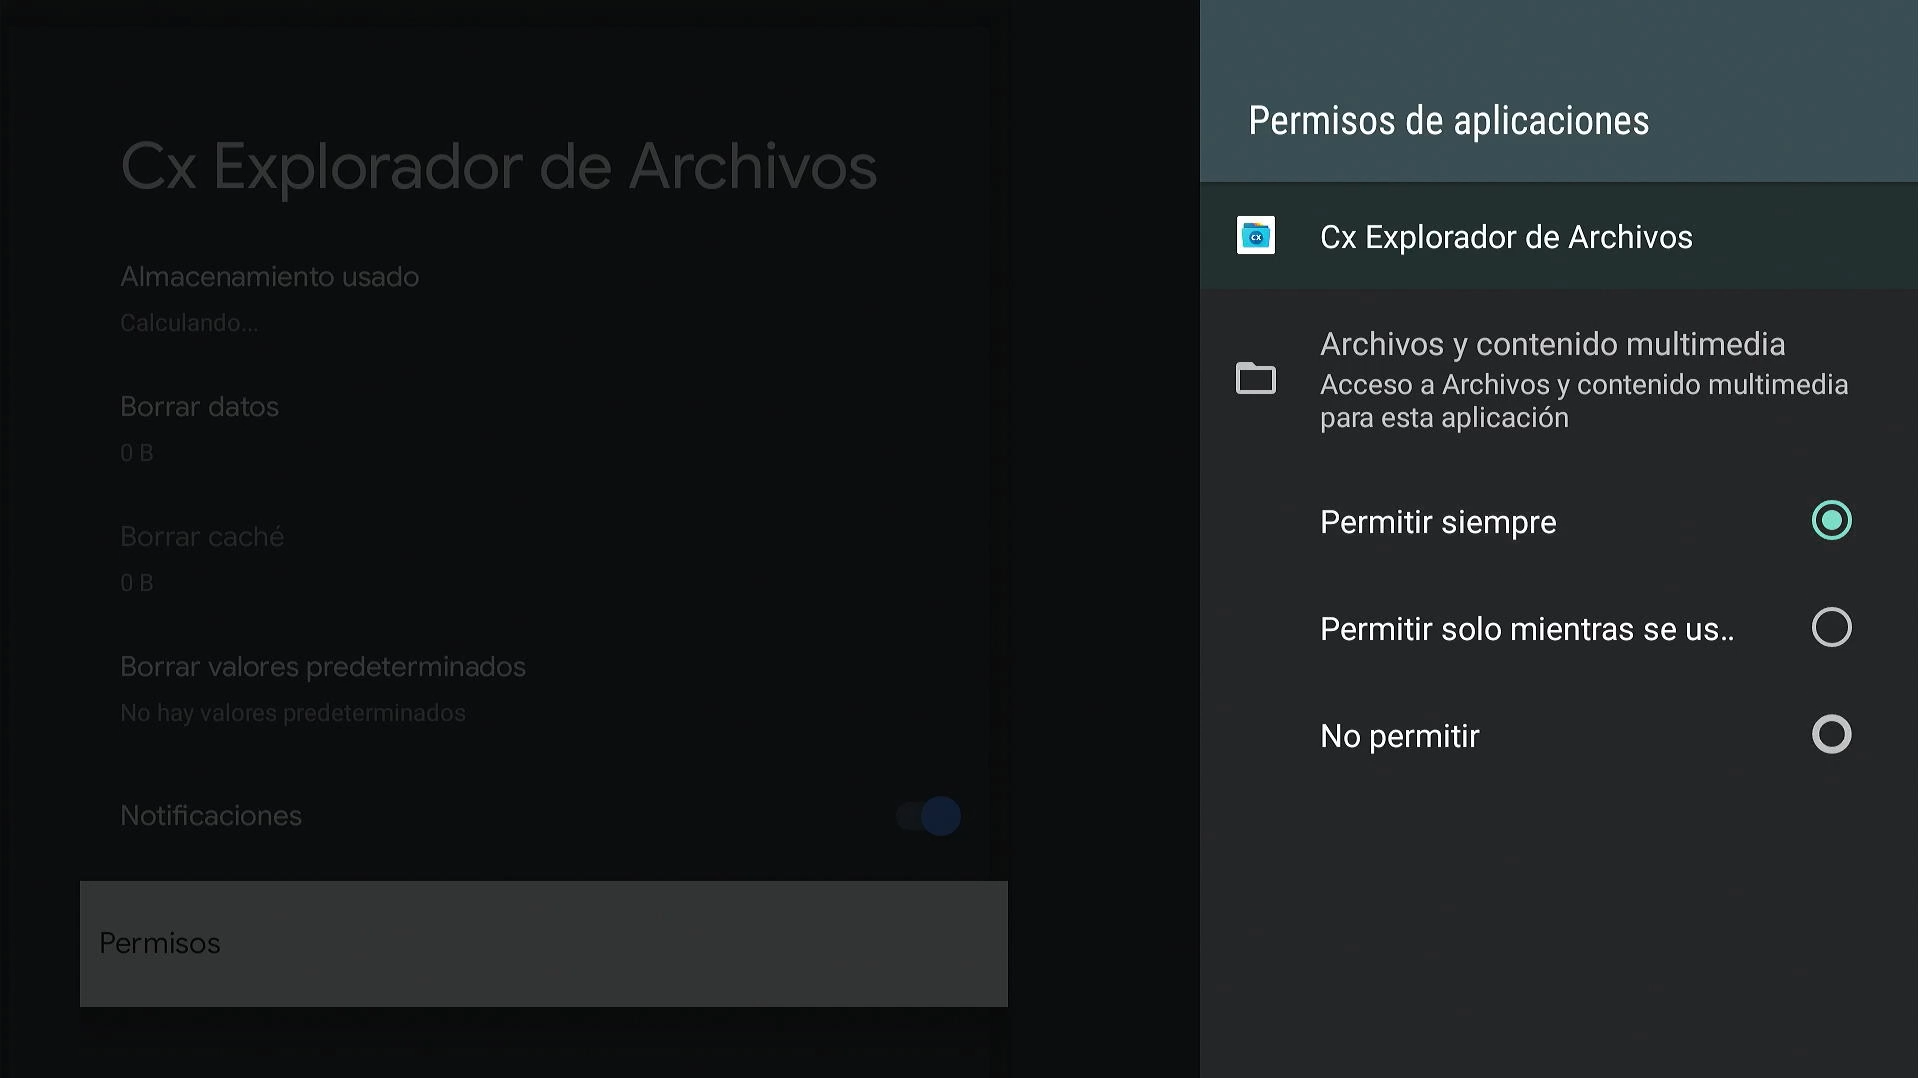 Cx Explorador de Archivos
Almacenamiento usado
Calculando...
Borrar datos
0 B
Borrar caché
0 B
Borrar valores predeterminados
No hay valores predeterminados
Notificaciones
Permisos
Permisos de aplicaciones
cx
Cx Explorador de Archivos
Archivos y contenido multimedia
Acceso a Archivos y contenido multimedia
para esta aplicación
Permitir siempre
Permitir solo mientras se us..
No permitir